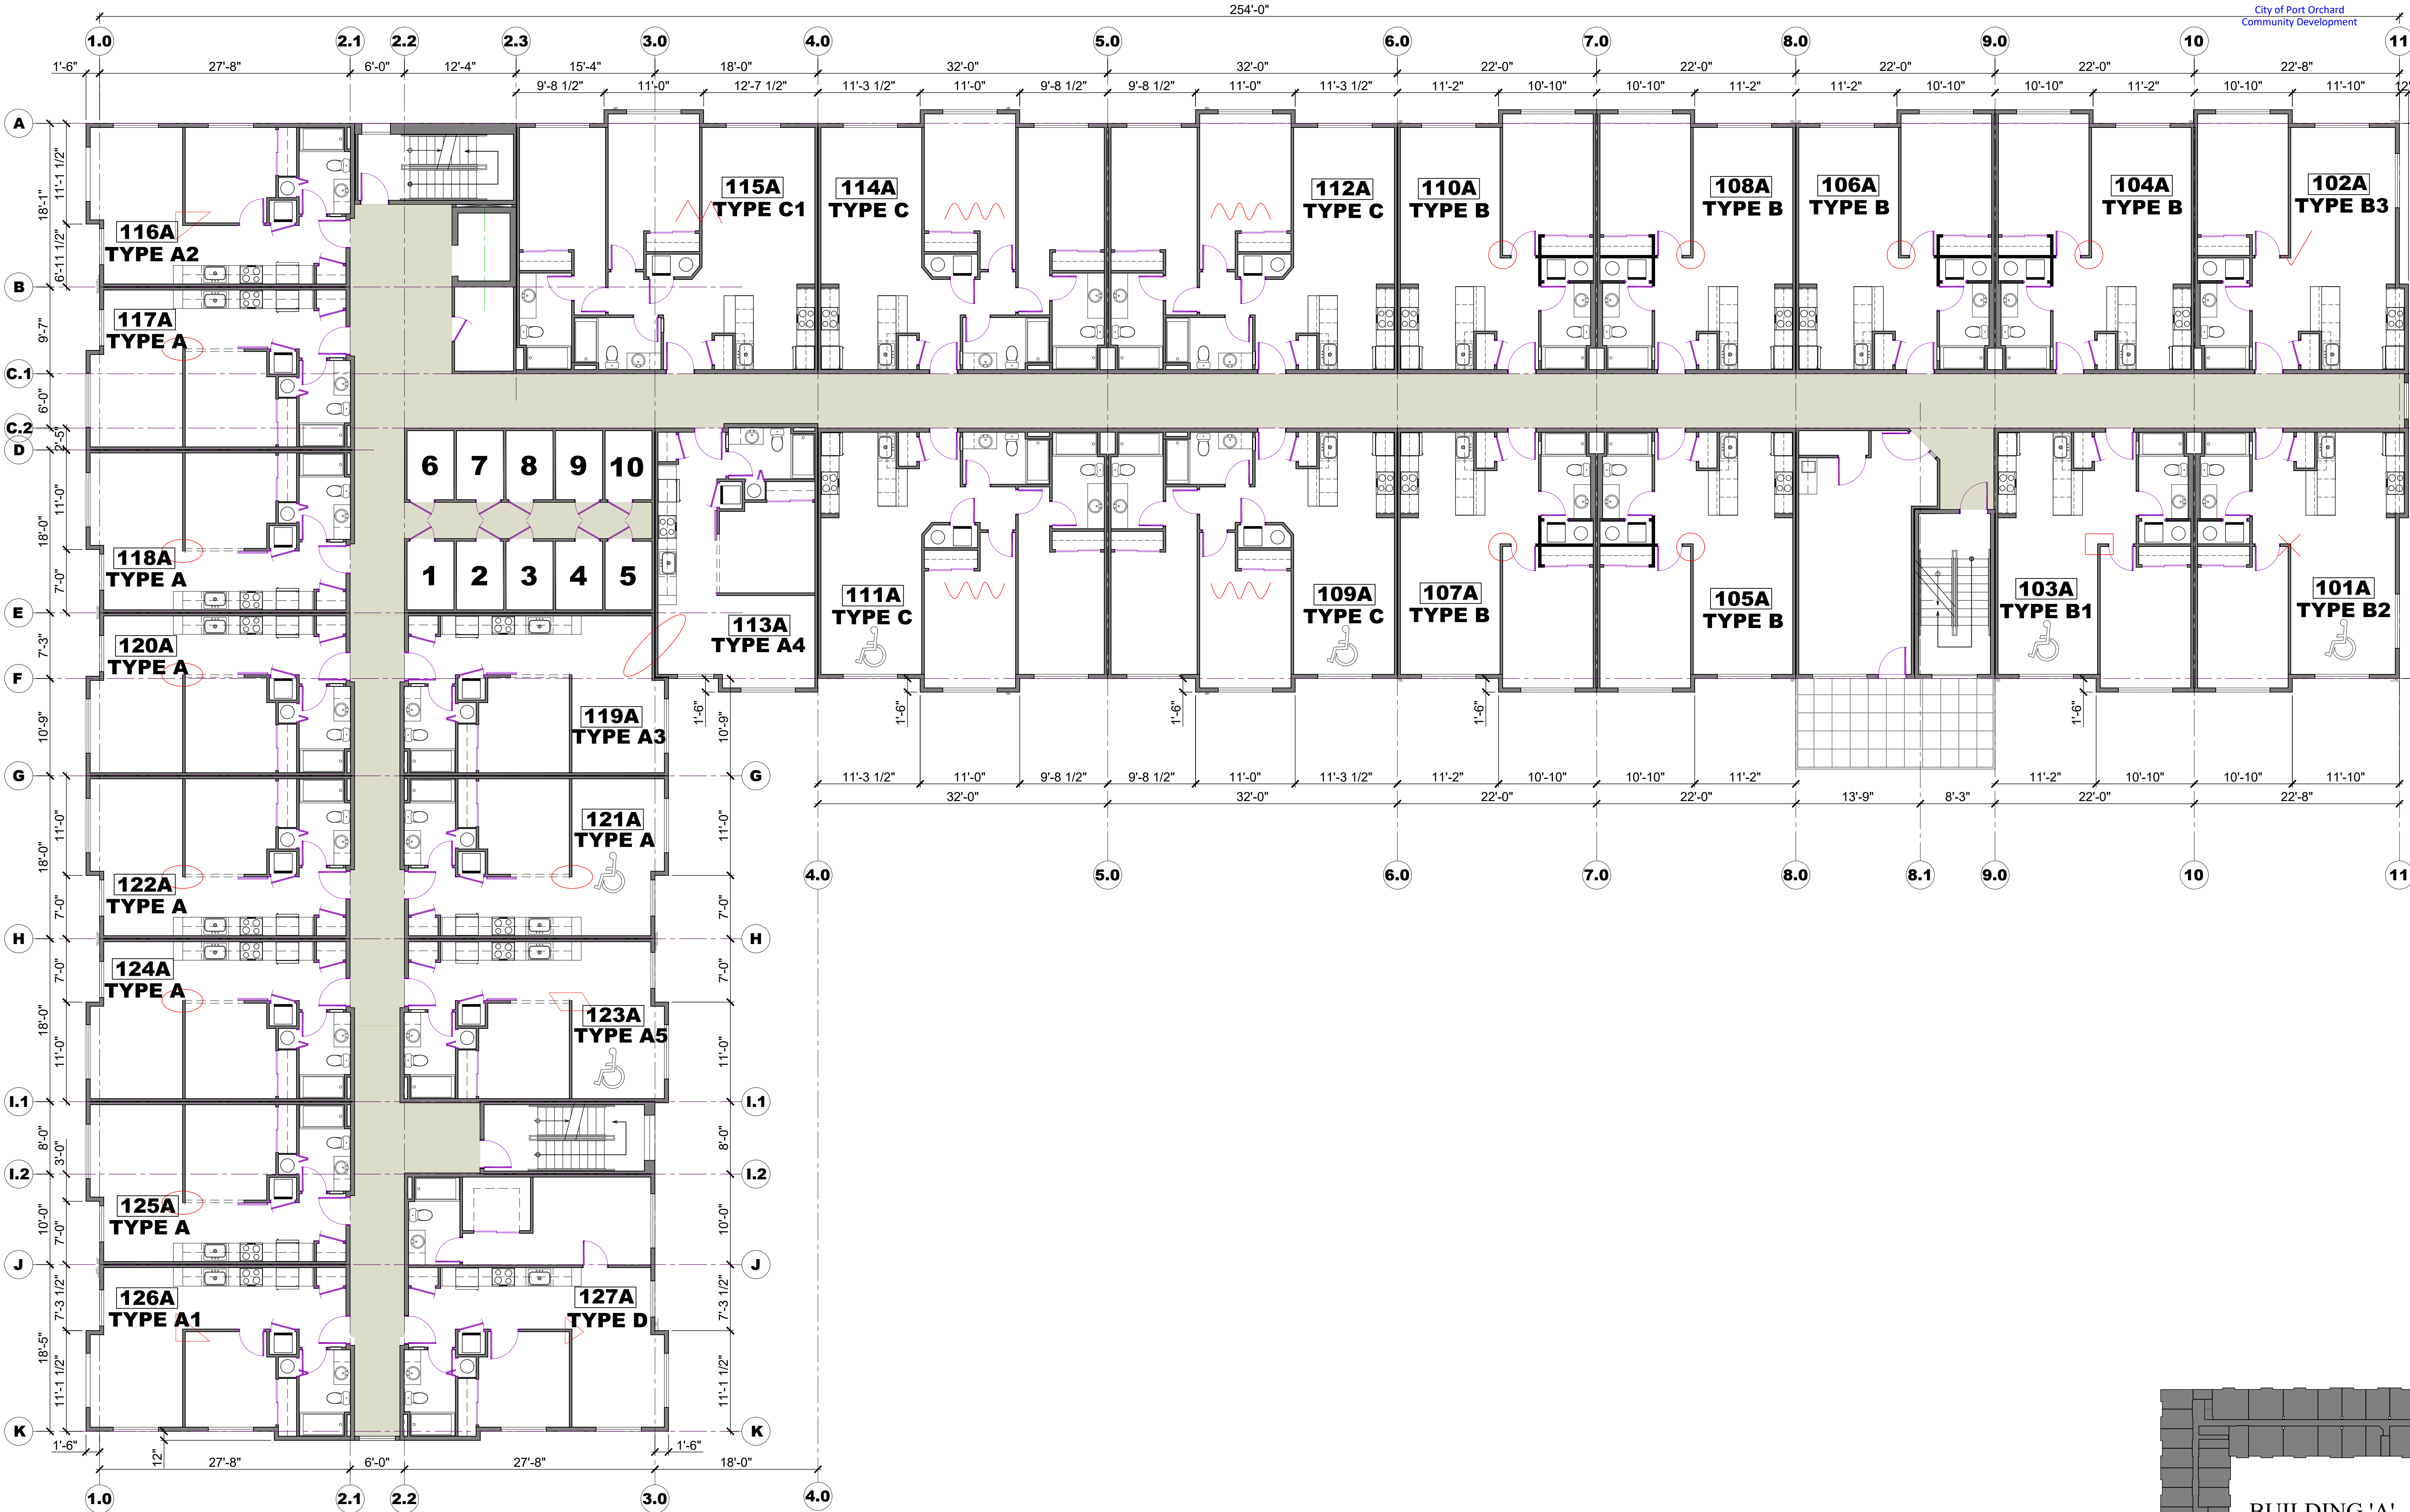 254'-0"
City of Port Orchard
Community Development
1.0 2.1 2.2 2.3 3.0 4.0 5.0 6.0 7.0 8.0 9.0 10 11
1'-6" 27'-8" 6'-0" 12'-4" 15'-4" 18'-0" 32'-0" 32'-0" 22'-0" 22'-0" 22'-0" 22'-0" 22'-8"
9'-8 1/2" 11'-0" 12'-7 1/2" 11'-3 1/2" 11'-0" 9'-8 1/2" 9'-8 1/2" 11'-0" 11'-3 1/2" 11'-2" 10'-10" 10'-10" 11'-2" 11'-2" 10'-10" 10'-10" 11'-2" 10'-10" 11'-10"
A
18'-1" 11'-1 1/2"
6'-11 1/2"
115A
TYPE C1
114A
TYPE C
112A
TYPE C
110A
TYPE B
108A
TYPE B
106A
TYPE B
104A
TYPE B
102A
TYPE B3
116A
TYPE A2
B
9'-7"
117A
TYPE A
C.1
6'-0"
C.2
2'-5"
D
6 7 8 9 10
18'-0" 11'-0"
7'-0"
118A
TYPE A
1 2 3 4 5
113A
TYPE A4
111A
TYPE C
109A
TYPE C
107A
TYPE B
105A
TYPE B
103A
TYPE B1
101A
TYPE B2
E
7'-3"
120A
TYPE A
F
10'-9"
119A
TYPE A3
1'-6" 10'-9" 1'-6" 1'-6" 1'-6" 1'-6"
G G
11'-3 1/2" 11'-0" 9'-8 1/2" 9'-8 1/2" 11'-0" 11'-3 1/2" 11'-2" 10'-10" 10'-10" 11'-2" 11'-2" 10'-10" 10'-10" 11'-10"
32'-0" 32'-0" 22'-0" 22'-0" 13'-9" 8'-3" 22'-0" 22'-8"
18'-0" 11'-0" 11'-0"
121A
TYPE A
4.0 5.0 6.0 7.0 8.0 8.1 9.0 10 11
122A
TYPE A
7'-0" 7'-0"
H H
7'-0" 7'-0"
124A
TYPE A
18'-0" 11'-0" 11'-0"
123A
TYPE A5
I.1 I.1
8'-0" 3'-0" 8'-0"
I.2 I.2
10'-0" 7'-0" 10'-0"
125A
TYPE A
J J
7'-3 1/2" 7'-3 1/2"
126A
TYPE A1
127A
TYPE D
18'-5" 11'-1 1/2" 11'-1 1/2"
K K
1'-6" 12" 1'-6"
27'-8" 6'-0" 27'-8" 18'-0"
1.0 2.1 2.2 3.0 4.0
BUILDING 'A'